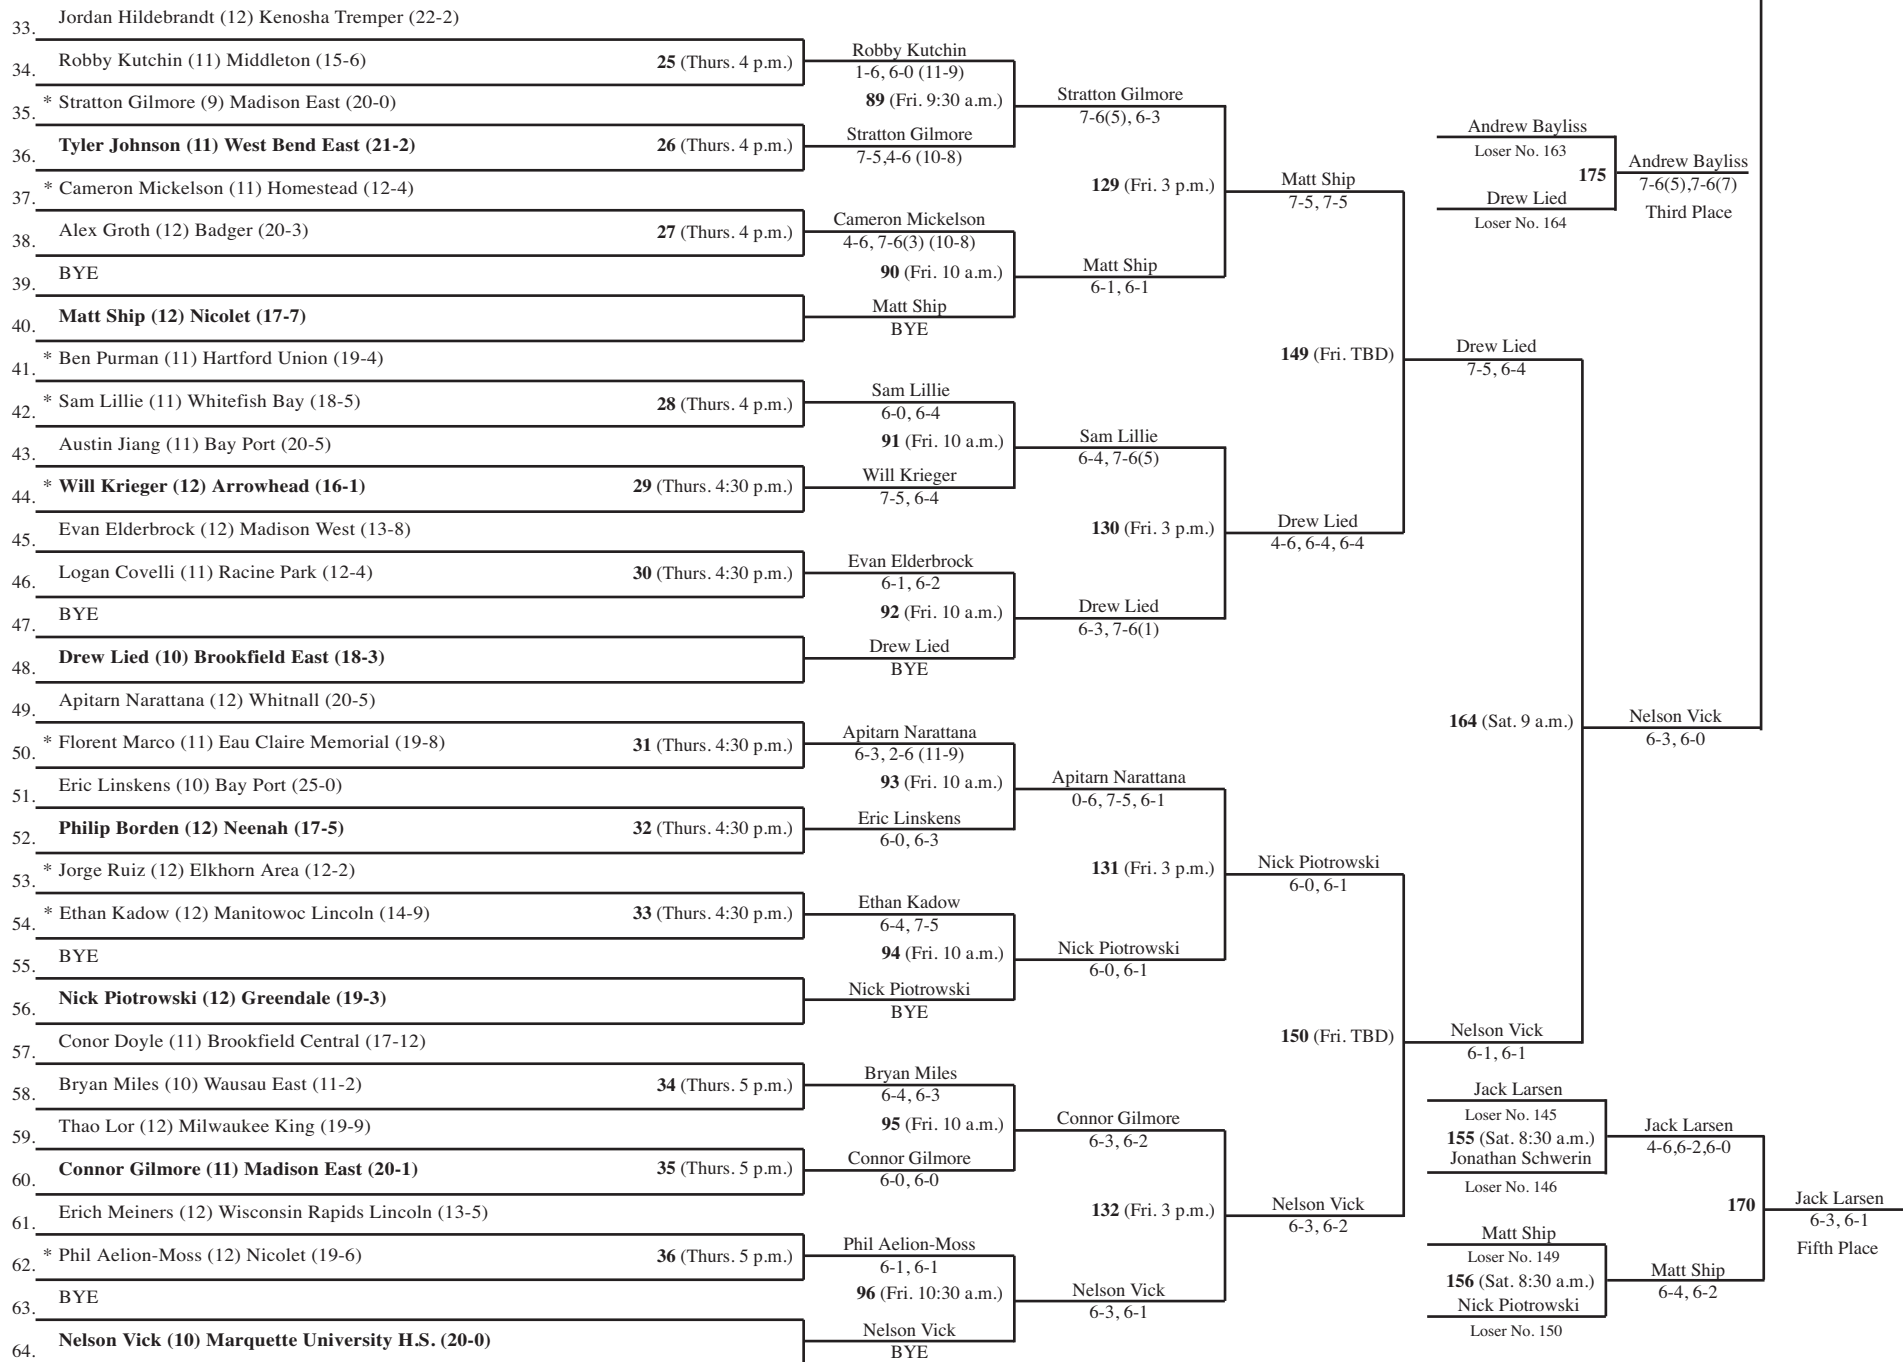 33. Jordan Hildebrandt (12) Kenosha Tremper (22-2)
34. Robby Kutchin (11) Middleton (15-6)
25 (Thurs. 4 p.m.)
35. * Stratton Gilmore (9) Madison East (20-0)
36. Tyler Johnson (11) West Bend East (21-2)
26 (Thurs. 4 p.m.)
37. * Cameron Mickelson (11) Homestead (12-4)
38. Alex Groth (12) Badger (20-3)
27 (Thurs. 4 p.m.)
39. BYE
40. Matt Ship (12) Nicolet (17-7)
41. * Ben Purman (11) Hartford Union (19-4)
42. * Sam Lillie (11) Whitefish Bay (18-5)
28 (Thurs. 4 p.m.)
43. Austin Jiang (11) Bay Port (20-5)
44. * Will Krieger (12) Arrowhead (16-1)
29 (Thurs. 4:30 p.m.)
45. Evan Elderbrock (12) Madison West (13-8)
46. Logan Covelli (11) Racine Park (12-4)
30 (Thurs. 4:30 p.m.)
47. BYE
48. Drew Lied (10) Brookfield East (18-3)
49. Apitarn Narattana (12) Whitnall (20-5)
50. * Florent Marco (11) Eau Claire Memorial (19-8)
31 (Thurs. 4:30 p.m.)
51. Eric Linskens (10) Bay Port (25-0)
52. Philip Borden (12) Neenah (17-5)
32 (Thurs. 4:30 p.m.)
53. * Jorge Ruiz (12) Elkhorn Area (12-2)
54. * Ethan Kadow (12) Manitowoc Lincoln (14-9)
33 (Thurs. 4:30 p.m.)
55. BYE
56. Nick Piotrowski (12) Greendale (19-3)
57. Conor Doyle (11) Brookfield Central (17-12)
58. Bryan Miles (10) Wausau East (11-2)
34 (Thurs. 5 p.m.)
59. Thao Lor (12) Milwaukee King (19-9)
60. Connor Gilmore (11) Madison East (20-1)
35 (Thurs. 5 p.m.)
61. Erich Meiners (12) Wisconsin Rapids Lincoln (13-5)
62. * Phil Aelion-Moss (12) Nicolet (19-6)
36 (Thurs. 5 p.m.)
63. BYE
64. Nelson Vick (10) Marquette University H.S. (20-0)
Robby Kutchin
1-6, 6-0 (11-9)
89 (Fri. 9:30 a.m.)
Stratton Gilmore
7-5,4-6 (10-8)
Cameron Mickelson
4-6, 7-6(3) (10-8)
90 (Fri. 10 a.m.)
Matt Ship
BYE
Sam Lillie
6-0, 6-4
91 (Fri. 10 a.m.)
Will Krieger
7-5, 6-4
Evan Elderbrock
6-1, 6-2
92 (Fri. 10 a.m.)
Drew Lied
BYE
Apitarn Narattana
6-3, 2-6 (11-9)
93 (Fri. 10 a.m.)
Eric Linskens
6-0, 6-3
Ethan Kadow
6-4, 7-5
94 (Fri. 10 a.m.)
Nick Piotrowski
BYE
Bryan Miles
6-4, 6-3
95 (Fri. 10 a.m.)
Connor Gilmore
6-0, 6-0
Phil Aelion-Moss
6-1, 6-1
96 (Fri. 10:30 a.m.)
Nelson Vick
BYE
Stratton Gilmore
7-6(5), 6-3
129 (Fri. 3 p.m.)
Matt Ship
6-1, 6-1
Sam Lillie
6-4, 7-6(5)
130 (Fri. 3 p.m.)
Drew Lied
6-3, 7-6(1)
Apitarn Narattana
0-6, 7-5, 6-1
131 (Fri. 3 p.m.)
Nick Piotrowski
6-0, 6-1
Connor Gilmore
6-3, 6-2
132 (Fri. 3 p.m.)
Nelson Vick
6-3, 6-1
Matt Ship
7-5, 7-5
149 (Fri. TBD)
Drew Lied
4-6, 6-4, 6-4
Nick Piotrowski
6-0, 6-1
150 (Fri. TBD)
Nelson Vick
6-3, 6-2
Drew Lied
7-5, 6-4
164 (Sat. 9 a.m.)
Nelson Vick
6-1, 6-1
Nelson Vick
6-3, 6-0
Andrew Bayliss
Loser No. 163
175
Drew Lied
Loser No. 164
Andrew Bayliss
7-6(5),7-6(7)
Third Place
Jack Larsen
Loser No. 145
155 (Sat. 8:30 a.m.)
Jonathan Schwerin
Loser No. 146
Jack Larsen
4-6,6-2,6-0
170
Matt Ship
Loser No. 149
156 (Sat. 8:30 a.m.)
Nick Piotrowski
Loser No. 150
Matt Ship
6-4, 6-2
Jack Larsen
6-3, 6-1
Fifth Place